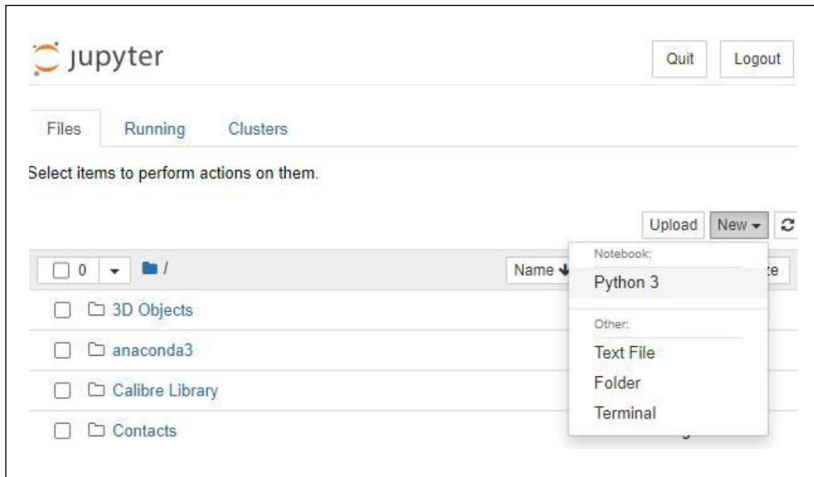 jupyter
Quit Logout
Files Running Clusters
Select items to perform actions on them.
Upload New
0 / Name
Notebook:
Python 3
Other:
Text File
Folder
Terminal
3D Objects
anaconda3
Calibre Library
Contacts